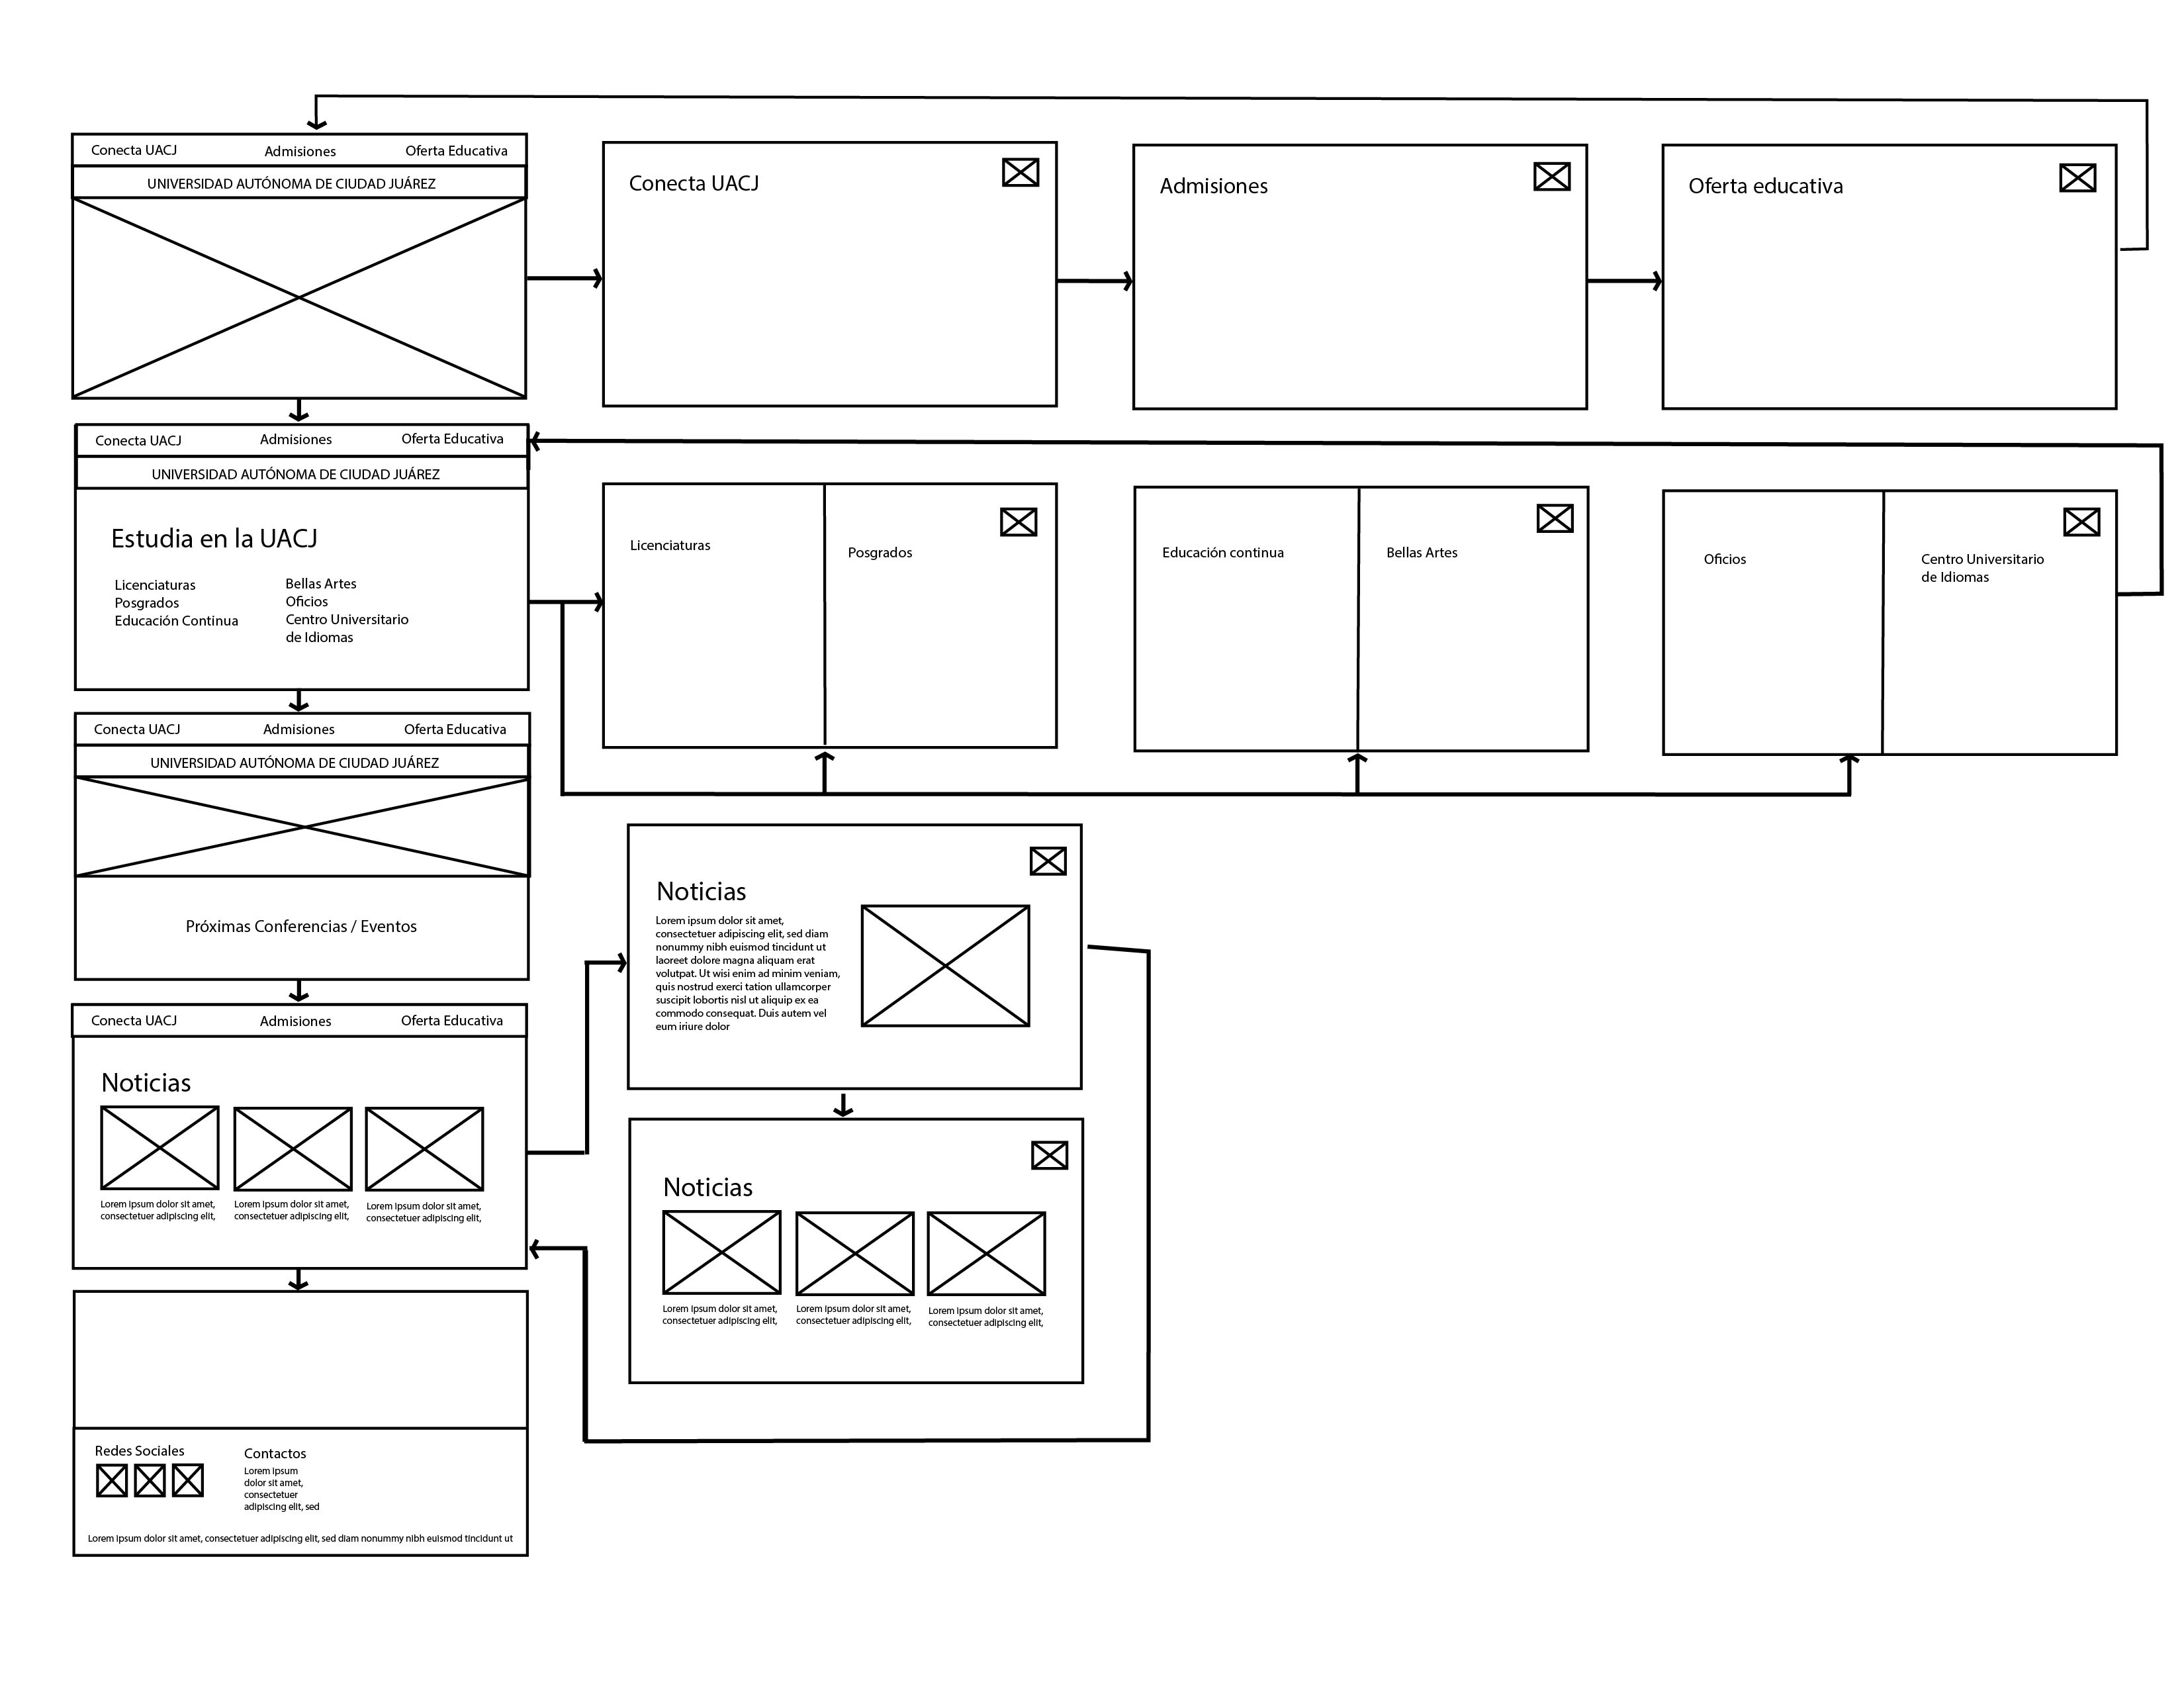 Conecta UACJ Admisiones Oferta Educativa
UNIVERSIDAD AUTÓNOMA DE CIUDAD JUÁREZ
Conecta UACJ
Admisiones
Oferta educativa
Conecta UACJ Admisiones Oferta Educativa
UNIVERSIDAD AUTÓNOMA DE CIUDAD JUÁREZ
Estudia en la UACJ
Licenciaturas
Posgrados
Educación Continua
Bellas Artes
Oficios
Centro Universitario
de Idiomas
Licenciaturas
Posgrados
Educación continua
Bellas Artes
Oficios
Centro Universitario
de Idiomas
Conecta UACJ Admisiones Oferta Educativa
UNIVERSIDAD AUTÓNOMA DE CIUDAD JUÁREZ
Próximas Conferencias / Eventos
Noticias
Lorem ipsum dolor sit amet,
consectetuer adipiscing elit, sed diam
nonummy nibh euismod tincidunt ut
laoreet dolore magna aliquam erat
volutpat. Ut wisi enim ad minim veniam,
quis nostrud exerci tation ullamcorper
suscipit lobortis nisl ut aliquip ex ea
commodo consequat. Duis autem vel
eum iriure dolor
Conecta UACJ Admisiones Oferta Educativa
Noticias
Lorem ipsum dolor sit amet,
consectetuer adipiscing elit,
Lorem ipsum dolor sit amet,
consectetuer adipiscing elit,
Lorem ipsum dolor sit amet,
consectetuer adipiscing elit,
Noticias
Lorem ipsum dolor sit amet,
consectetuer adipiscing elit,
Lorem ipsum dolor sit amet,
consectetuer adipiscing elit,
Lorem ipsum dolor sit amet,
consectetuer adipiscing elit,
Redes Sociales
Contactos
Lorem ipsum
dolor sit amet,
consectetuer
adipiscing elit, sed
Lorem ipsum dolor sit amet, consectetuer adipiscing elit, sed diam nonummy nibh euismod tincidunt ut